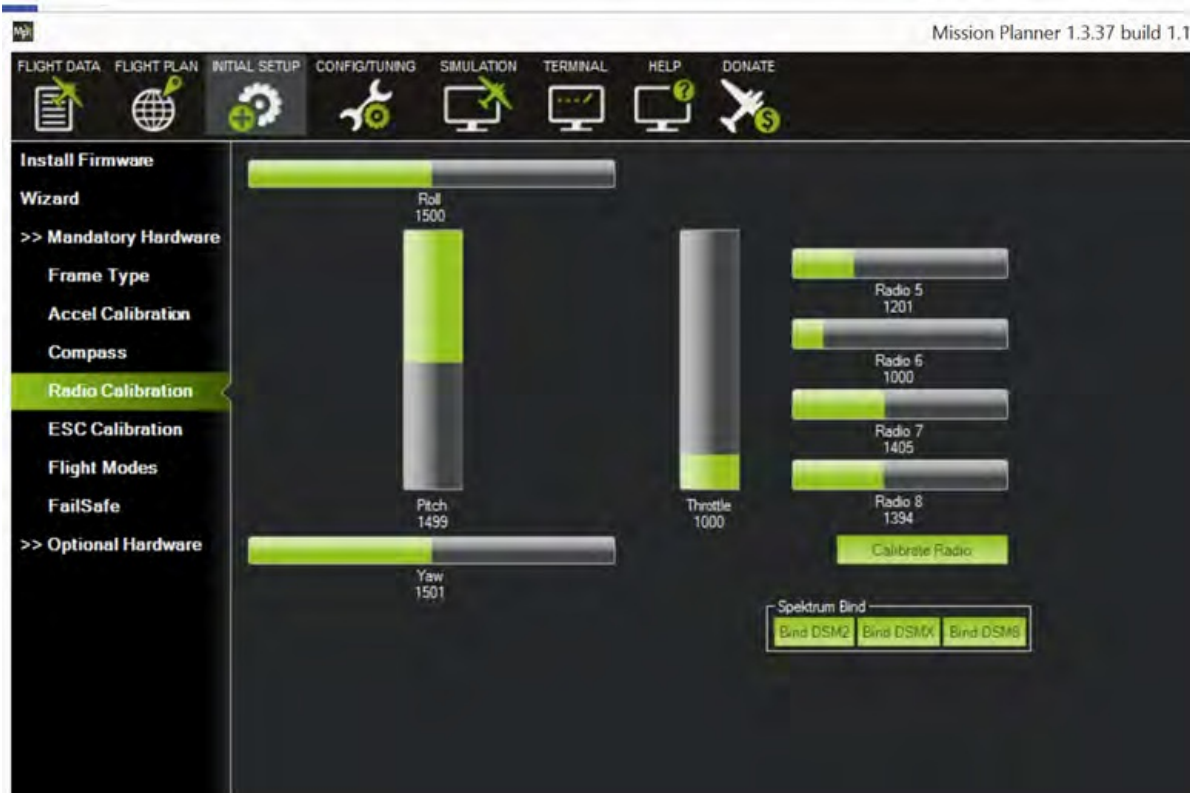 Mission Planner 1.3.37 build 1.1
FLIGHT DATA FLIGHT PLAN INITIAL SETUP CONFIG/TUNING SIMULATION TERMINAL HELP DONATE
Install Firmware
Wizard
>> Mandatory Hardware
Frame Type
Accel Calibration
Compass
Radio Calibration
ESC Calibration
Flight Modes
FailSafe
>> Optional Hardware
Roll
1500
Pitch
1499
Throttle
1000
Yaw
1501
Radio 5
1201
Radio 6
1000
Radio 7
1405
Radio 8
1394
Calibrate Radio
Spektrum Bind
Bind DSM2 Bind DSMX Bind DSM8